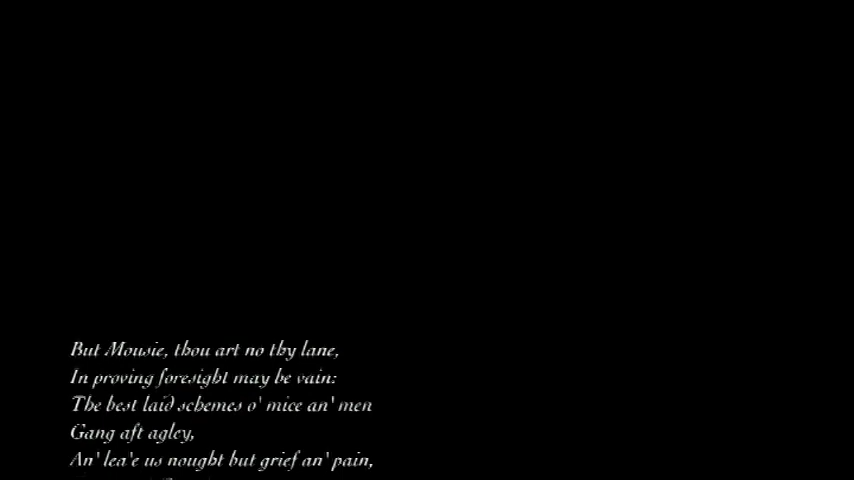 But Mousie, thou art no thy lane,
In proving foresight may be vain:
The best laid schemes o' mice an' men
Gang aft agley,
An' lea'e us nought but grief an' pain,